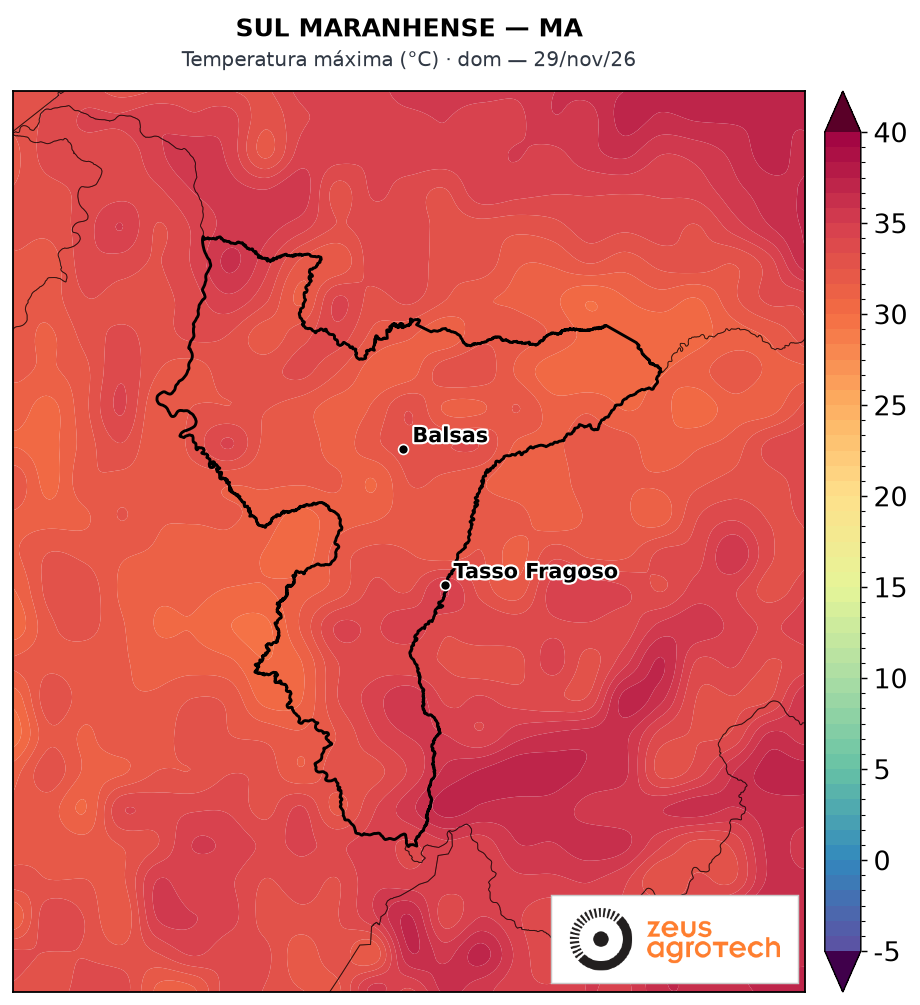 SUL MARANHENSE — MA
Temperatura máxima (°C) · dom — 29/nov/26
40
35
30
25
20
15
10
5
0
-5
Balsas
Tasso Fragoso
zeus
agrotech